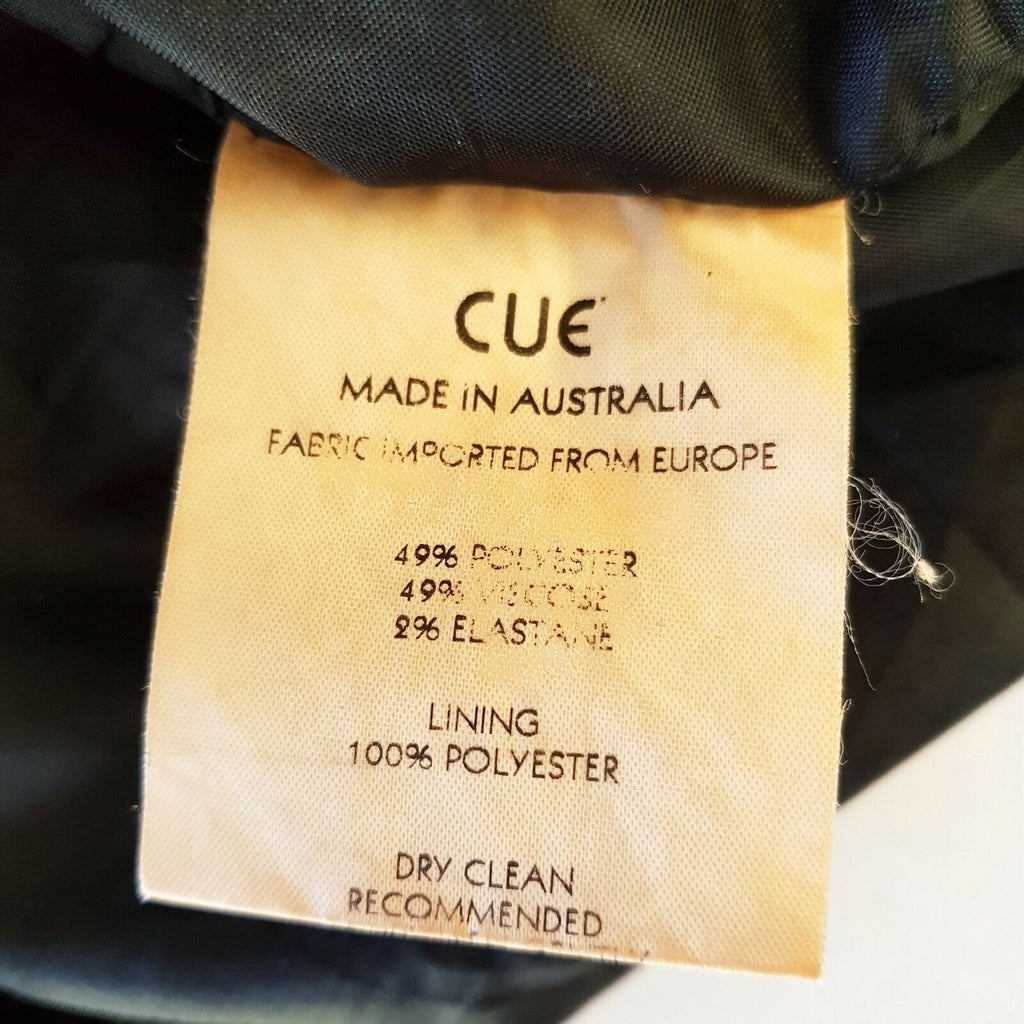 CUE
MADE IN AUSTRALIA
FABRIC IMPORTED FROM EUROPE
49% POLYESTER
49% VISCOSE
2% ELASTANE
LINING
100% POLYESTER
DRY CLEAN
RECOMMENDED